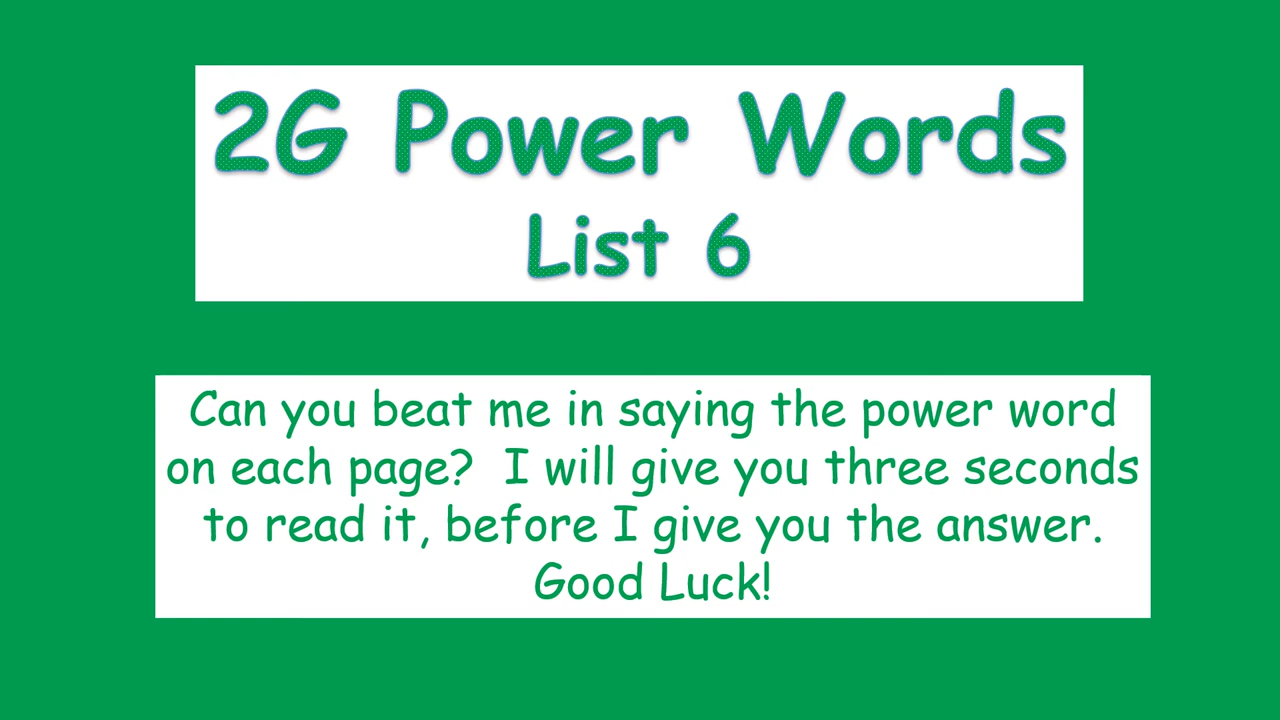 2G Power Words
List 6
Can you beat me in saying the power word
on each page?  I will give you three seconds
to read it, before I give you the answer.
Good Luck!